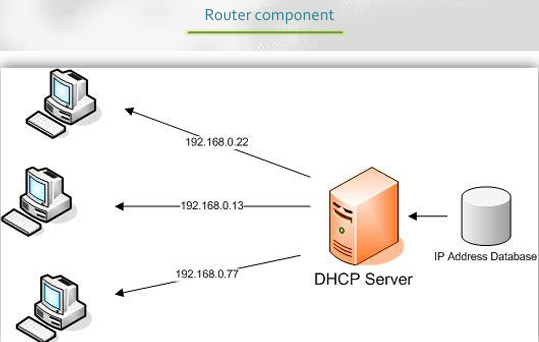 Router component
192.168.0.22
192.168.0.13
192.168.0.77
DHCP Server
IP Address Database